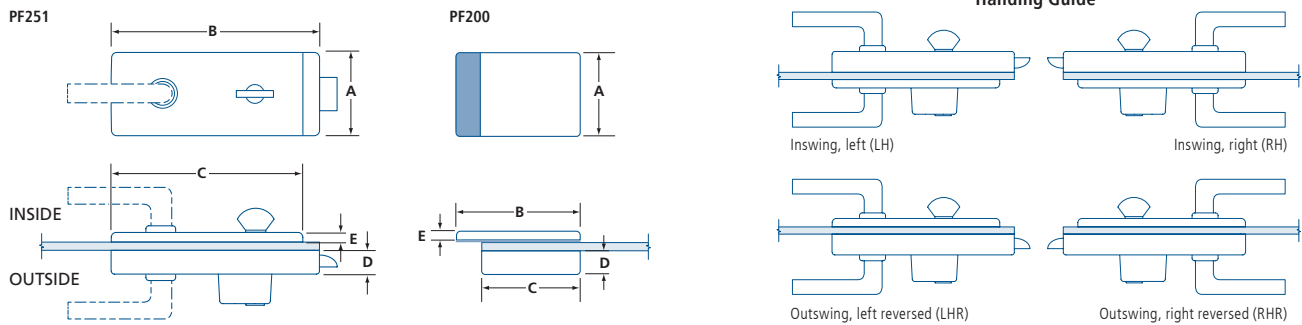 PF251
B
A
C
INSIDE
E
D
OUTSIDE
PF200
A
B
E
D
C
Handing Guide
Inswing, left (LH)
Inswing, right (RH)
Outswing, left reversed (LHR)
Outswing, right reversed (RHR)